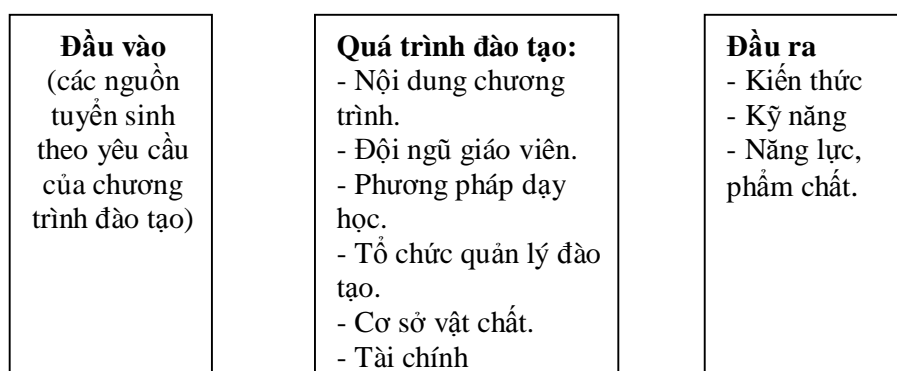 Đầu vào
(các nguồn
tuyển sinh
theo yêu cầu
của chương
trình đào tạo)
Quá trình đào tạo:
- Nội dung chương
trình.
- Đội ngũ giáo viên.
- Phương pháp dạy
học.
- Tổ chức quản lý đào
tạo.
- Cơ sở vật chất.
- Tài chính
Đầu ra
- Kiến thức
- Kỹ năng
- Năng lực,
phẩm chất.